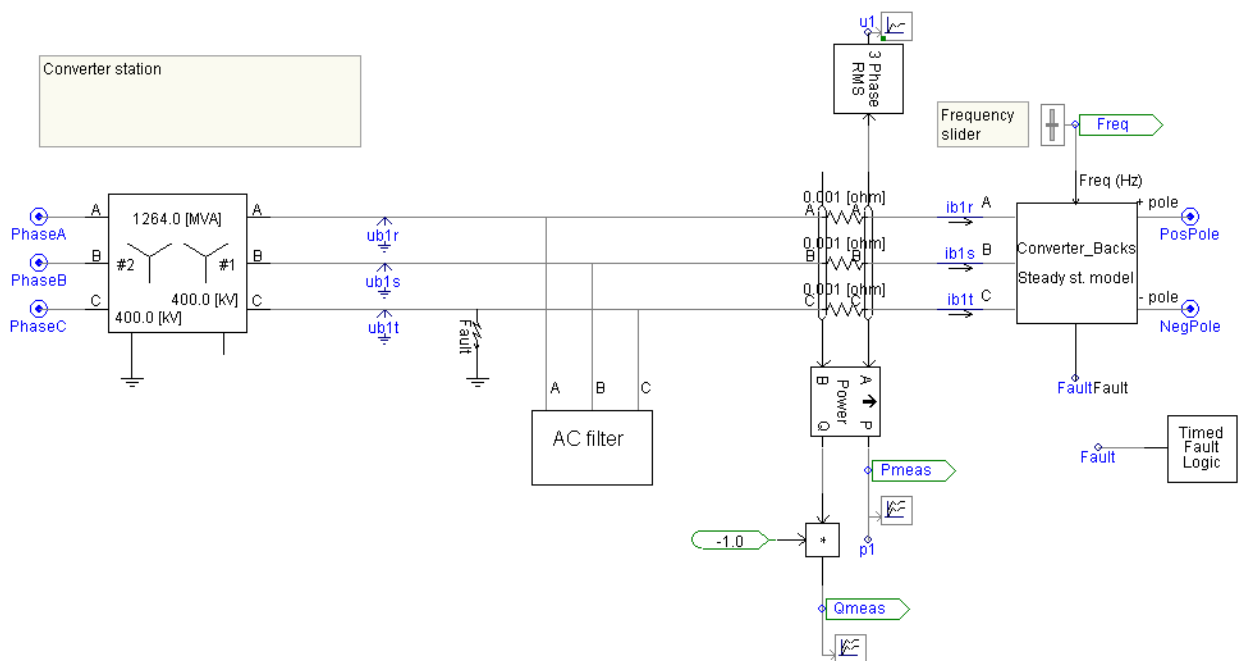 u1
Converter station
3 Phase
RMS
Frequency
slider
Freq
Freq (Hz)
0.001 [ohm]
PhaseA
A
1264.0 [MVA]
A
A
A
ib1r
A
+ pole
PosPole
ub1r
0.001 [ohm]
PhaseB
B
#2
#1
B
B
B
ib1s
B
Converter_Backs
Steady st. model
ub1s
0.001 [ohm]
PhaseC
C
400.0 [kV]
400.0 [kV]
C
C
C
ib1t
C
- pole
NegPole
ub1t
Fault
A
B
C
AC filter
B
A
Power
Q
P
Fault
Fault
Fault
Timed
Fault
Logic
Pmeas
-1.0
*
p1
Qmeas